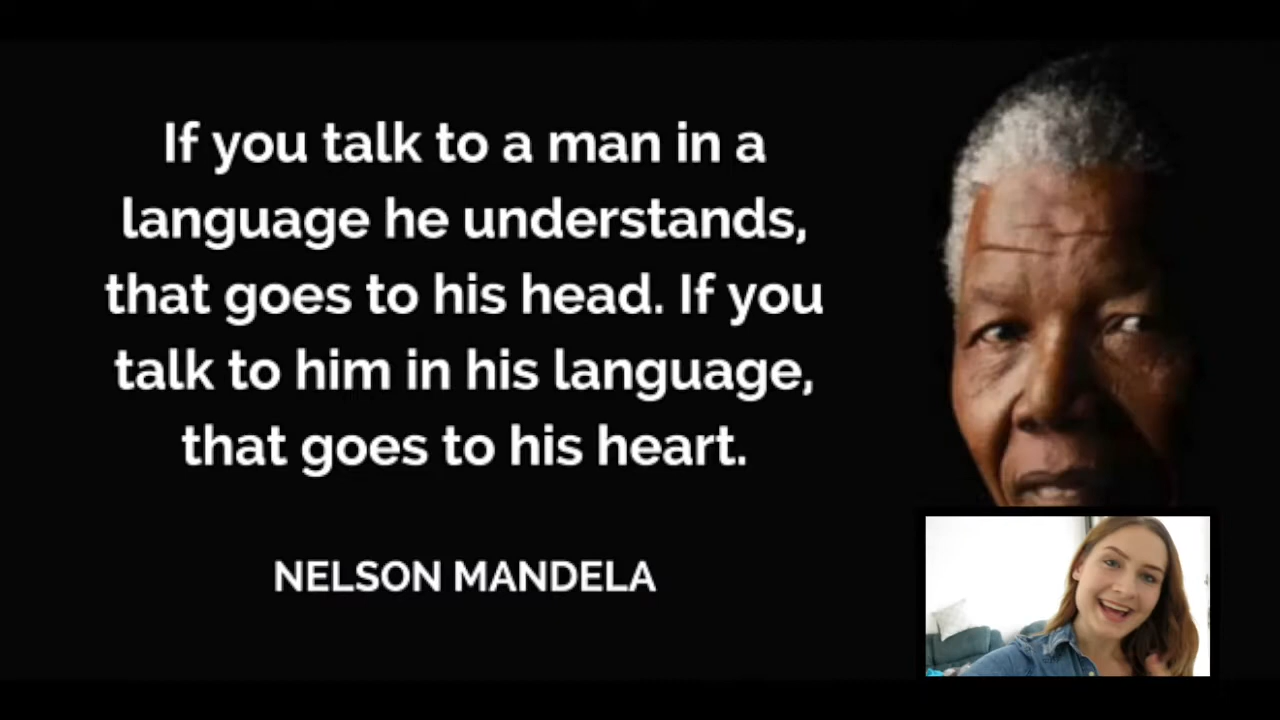 If you talk to a man in a
language he understands,
that goes to his head. If you
talk to him in his language,
that goes to his heart.
NELSON MANDELA